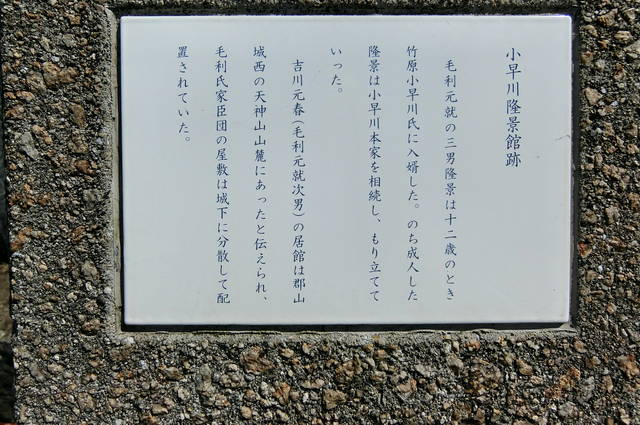 小早川隆景館跡
毛利元就の三男隆景は十二歳のとき
竹原小早川氏に入婿した。のち成人した
隆景は小早川本家を相続し、もり立てて
いった。
吉川元春(毛利元就次男)の居館は郡山
城西の天神山山麓にあったと伝えられ、
毛利氏家臣団の屋敷は城下に分散して配
置されていた。